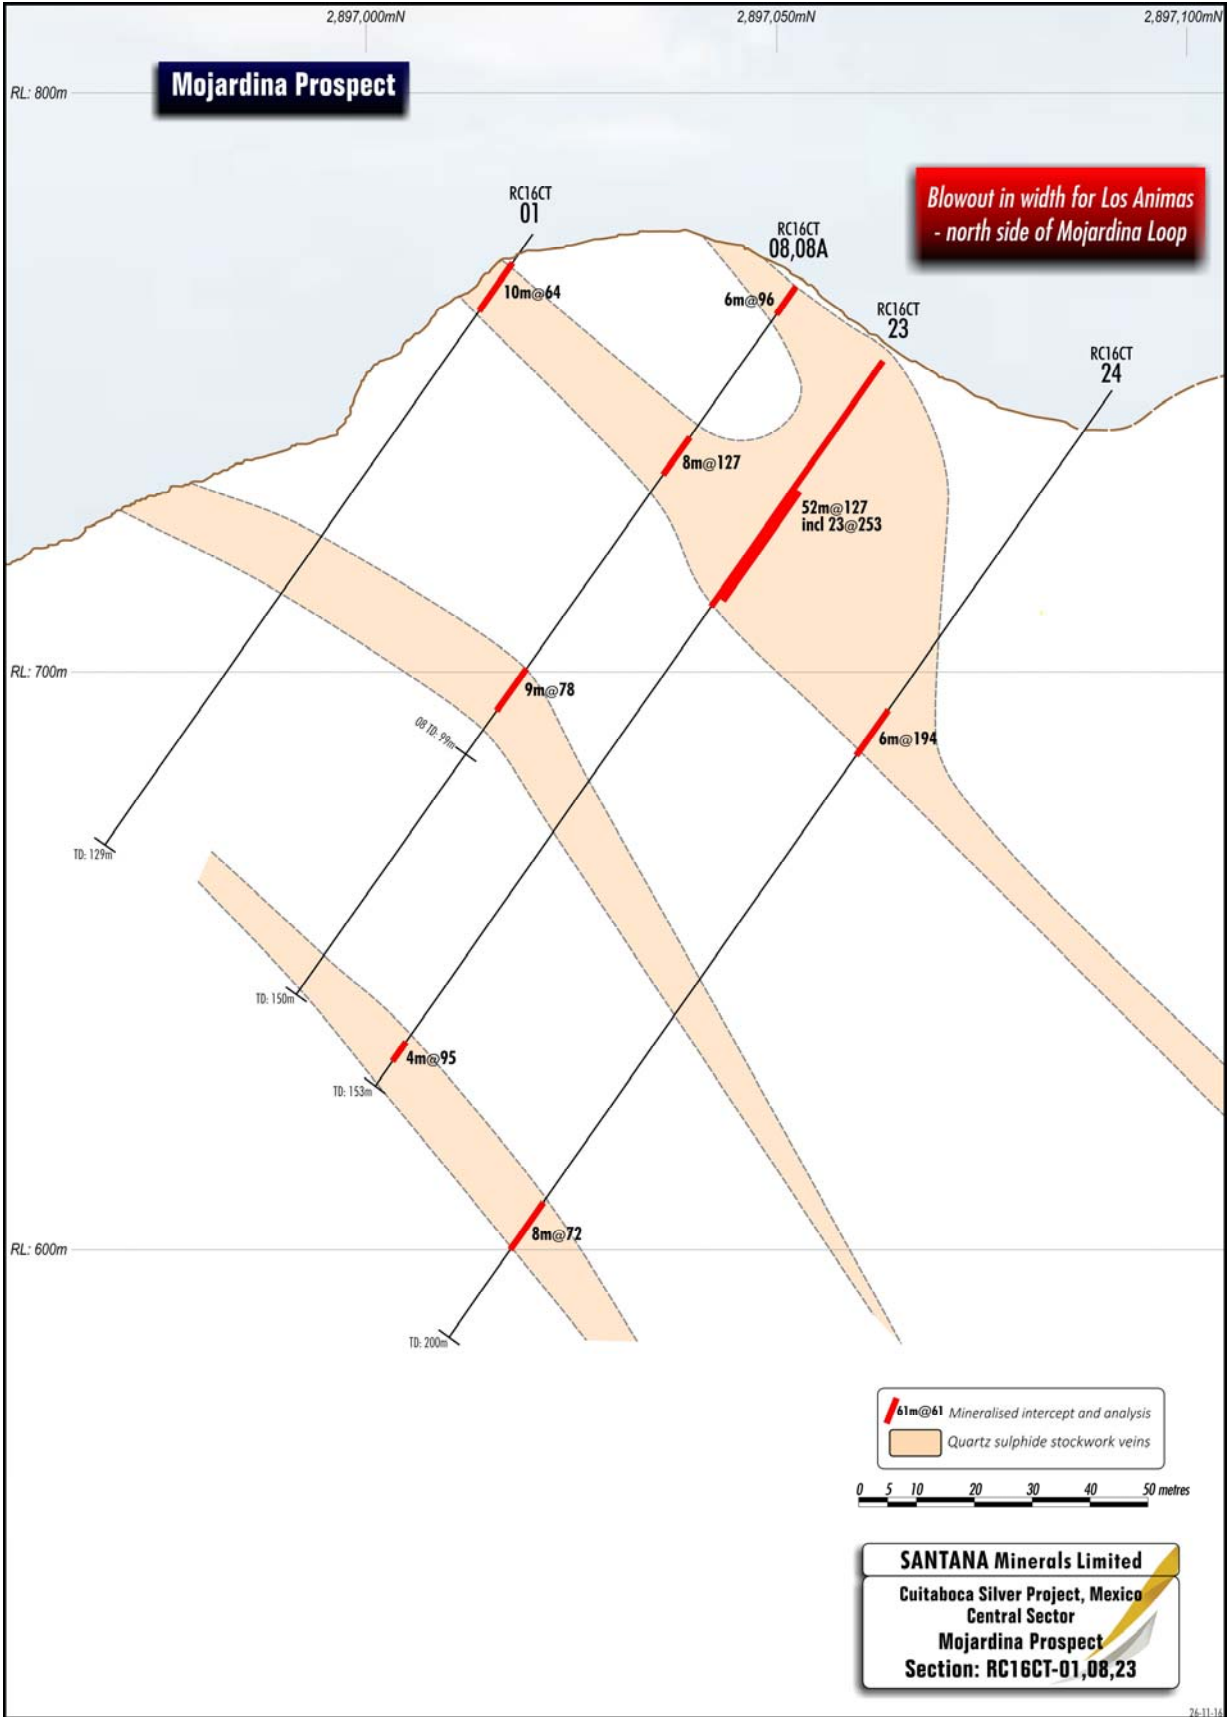 2,897,000mN
2,897,050mN
2,897,100mN
Mojardina Prospect
RL: 800m
Blowout in width for Los Animas
- north side of Mojardina Loop
RC16CT
01
RC16CT
08,08A
RC16CT
23
RC16CT
24
10m@64
6m@96
8m@127
52m@127
incl 23@253
RL: 700m
9m@78
08 TD: 99m
6m@194
TD: 129m
TD: 150m
4m@95
TD: 153m
8m@72
RL: 600m
TD: 200m
61m@61 Mineralised intercept and analysis
Quartz sulphide stockwork veins
0 5 10 20 30 40 50 metres
SANTANA Minerals Limited
Cuitaboca Silver Project, Mexico
Central Sector
Mojardina Prospect
Section: RC16CT-01,08,23
26-11-16